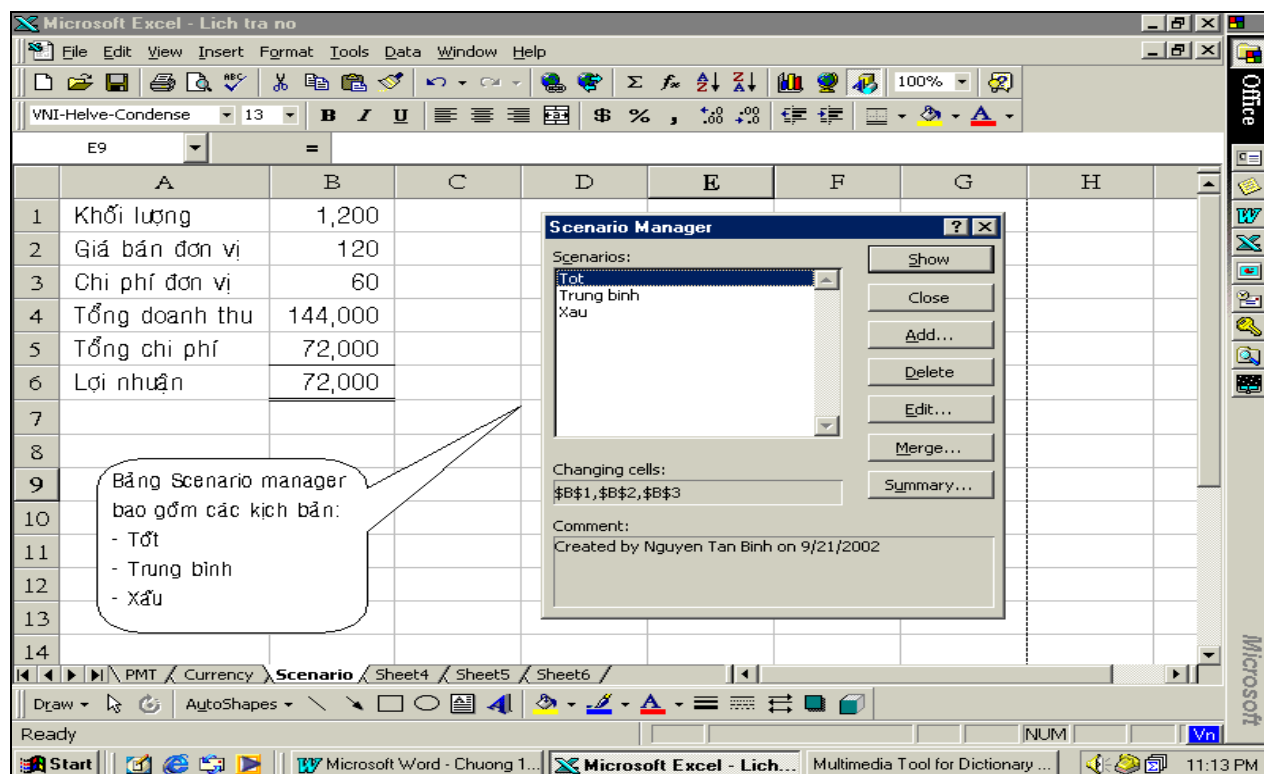 Microsoft Excel - Lich tra no
File Edit View Insert Format Tools Data Window Help
100%
VNI-Helve-Condense 13 B I U $ % ,
E9 =
A B C D E F G H
1 Khối lượng 1,200
2 Giá bán đơn vị 120
3 Chi phí đơn vị 60
4 Tổng doanh thu 144,000
5 Tổng chi phí 72,000
6 Lợi nhuận 72,000
7
8
9
10
11
12
13
14
Bảng Scenario manager
bao gồm các kịch bản:
- Tốt
- Trung bình
- Xấu
Scenario Manager
Scenarios:
Tot
Trung binh
Xau
Show
Close
Add...
Delete
Edit...
Merge...
Summary...
Changing cells:
$B$1,$B$2,$B$3
Comment:
Created by Nguyen Tan Binh on 9/21/2002
PMT Currency Scenario Sheet4 Sheet5 Sheet6
Draw AutoShapes
Ready NUM Vn
Start Microsoft Word - Chuong 1... Microsoft Excel - Lich... Multimedia Tool for Dictionary ... 11:13 PM
Office
Microsoft